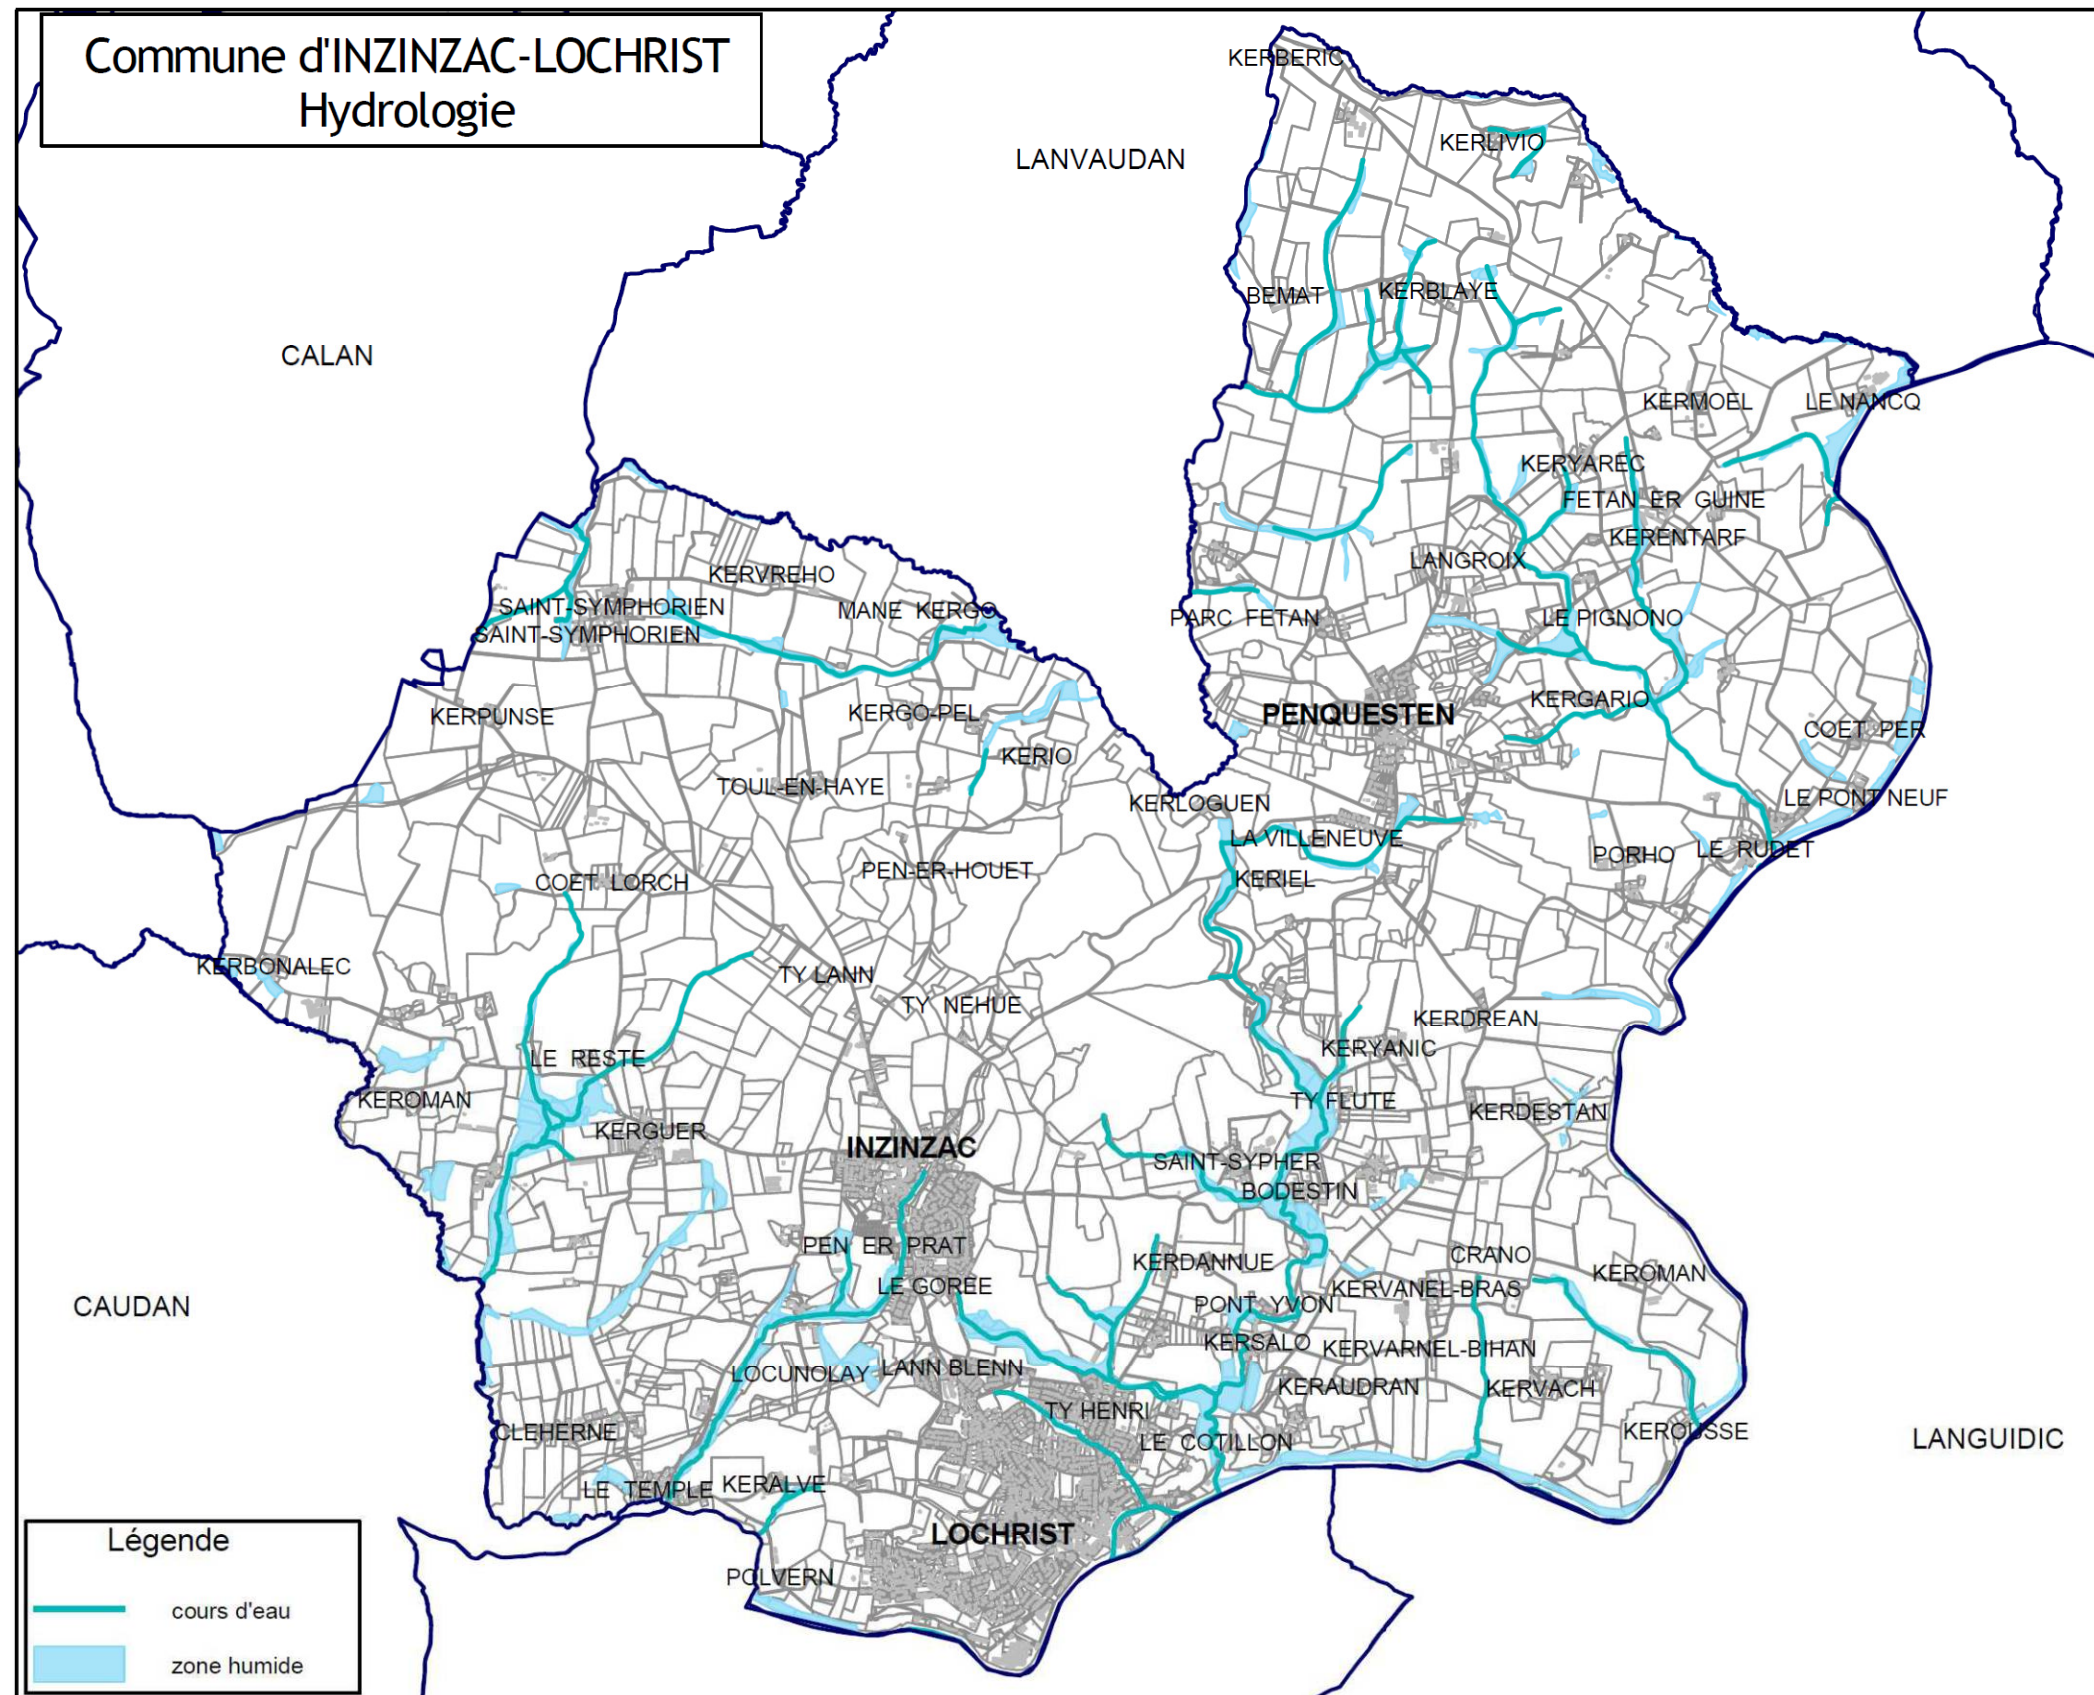 Commune d'INZINZAC-LOCHRIST
Hydrologie
KERBERIC
KERLIVIO
LANVAUDAN
BEMAT
KERBLAYE
CALAN
KERMOEL
LE NANCQ
KERYAREC
FETAN ER GUINE
KERENTARF
LANGROIX
KERVREHO
SAINT-SYMPHORIEN
MANE KERGO
PARC FETAN
LE PIGNONO
SAINT-SYMPHORIEN
KERGARIO
KERPUNSE
KERGO-PEL
PENQUESTEN
COET PER
KERIO
TOUL-EN-HAYE
KERLOGUEN
LE PONT NEUF
LA VILLENEUVE
PORHO
LE RUDET
PEN-ER-HOUET
KERIEL
COET LORCH
KERBONALEC
TY LANN
TY NEHUE
KERDREAN
KERYANIC
LE RESTE
KEROMAN
TY FLUTE
KERDESTAN
KERGUER
INZINZAC
SAINT-SYPHER
BODESTIN
PEN ER PRAT
KERDANNUE
CRANO
KEROMAN
LE GOREE
KERVANEL-BRAS
CAUDAN
PONT YVON
KERSALO
KERVARNEL-BIHAN
LOCUNOLAY
LANN BLENN
KERAUDRAN
KERVACH
TY HENRI
CLEHERNE
LE COTILLON
KEROUSSE
LANGUIDIC
LE TEMPLE
KERALVE
LOCHRIST
POLVERN
Légende
cours d'eau
zone humide